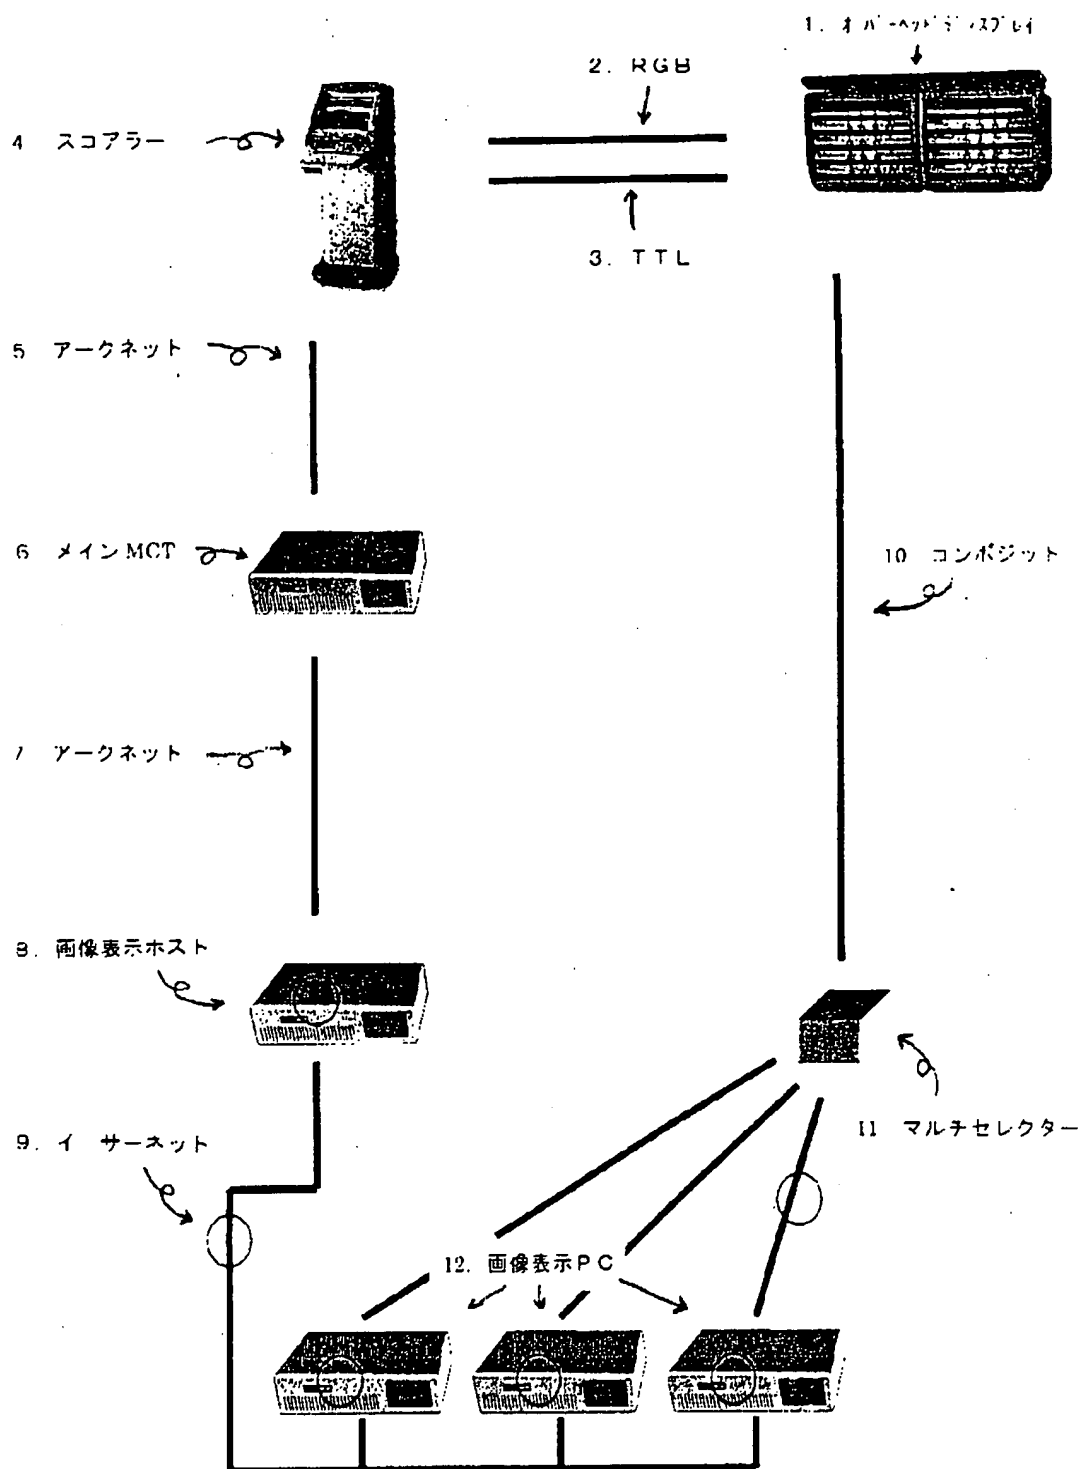 1. オバーヘッドディスプレイ
2. RGB
4 スコアラー
3. TTL
5 アークネット
6 メインMCT
10 コンポジット
7 アークネット
8. 画像表示ホスト
11 マルチセレクター
9. イ サーネット
12. 画像表示PC